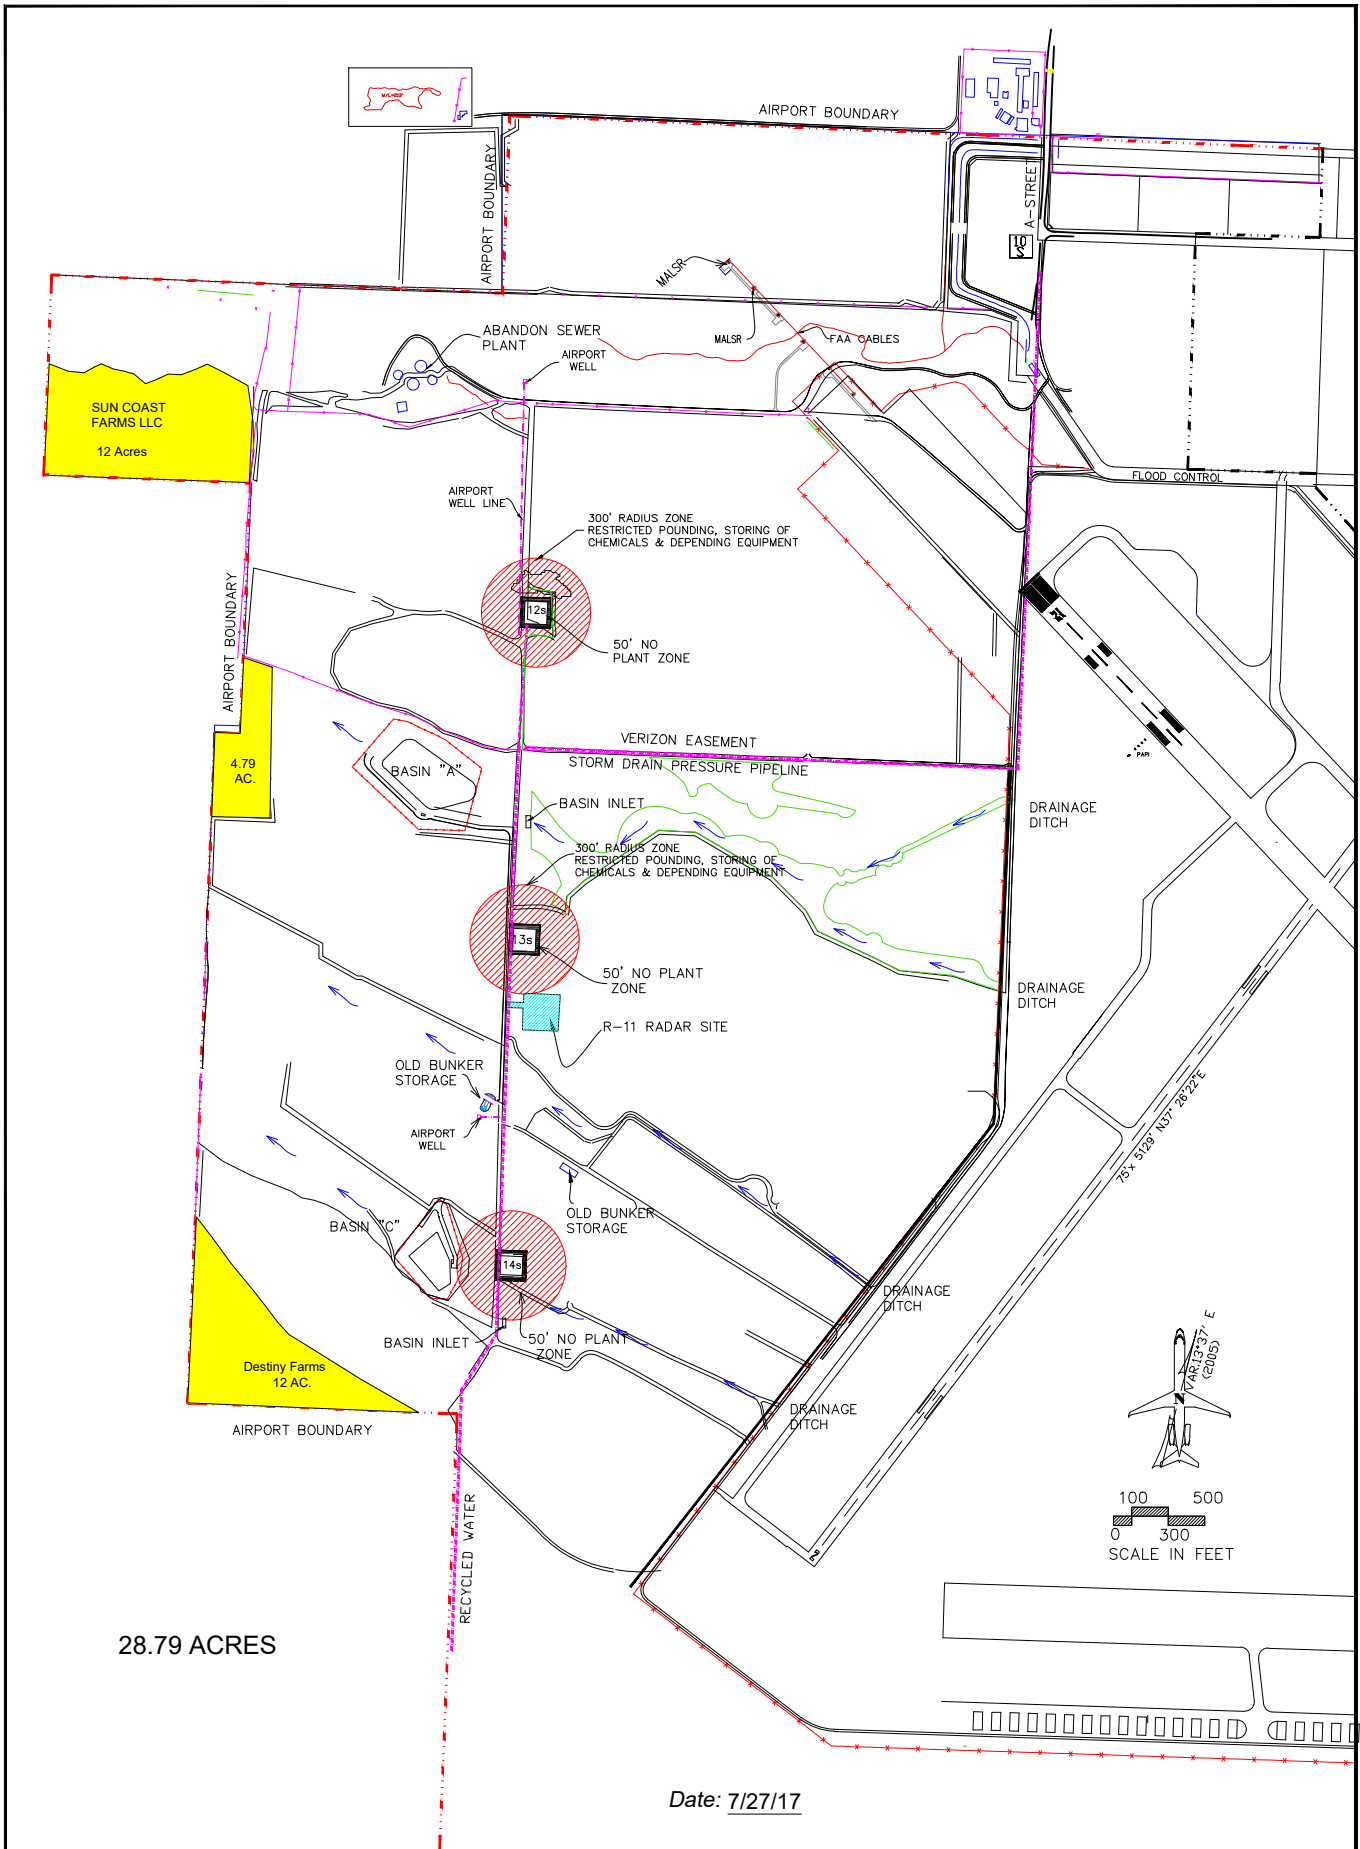 W/L=253'
AIRPORT BOUNDARY
AIRPORT BOUNDARY
A-STREET
10
S
MALSR
MALSR
FAA CABLES
ABANDON SEWER
PLANT
AIRPORT
WELL
SUN COAST
FARMS LLC
12 Acres
FLOOD CONTROL
AIRPORT
WELL LINE
300' RADIUS ZONE
RESTRICTED POUNDING, STORING OF
CHEMICALS & DEPENDING EQUIPMENT
AIRPORT BOUNDARY
12s
50' NO
PLANT ZONE
VERIZON EASEMENT
STORM DRAIN PRESSURE PIPELINE
PAPI
4.79
AC.
BASIN "A"
BASIN INLET
DRAINAGE
DITCH
300' RADIUS ZONE
RESTRICTED POUNDING, STORING OF
CHEMICALS & DEPENDING EQUIPMENT
13s
50' NO PLANT
ZONE
DRAINAGE
DITCH
R-11 RADAR SITE
OLD BUNKER
STORAGE
AIRPORT
WELL
75'x 5129' N37° 26'22"E
OLD BUNKER
STORAGE
BASIN "C"
14s
DRAINAGE
DITCH
BASIN INLET
50' NO PLANT
ZONE
Destiny Farms
12 AC.
VAR.13°37' E
(2005)
N
DRAINAGE
DITCH
AIRPORT BOUNDARY
RECYCLED WATER
100 500
0 300
SCALE IN FEET
28.79 ACRES
Date: 7/27/17